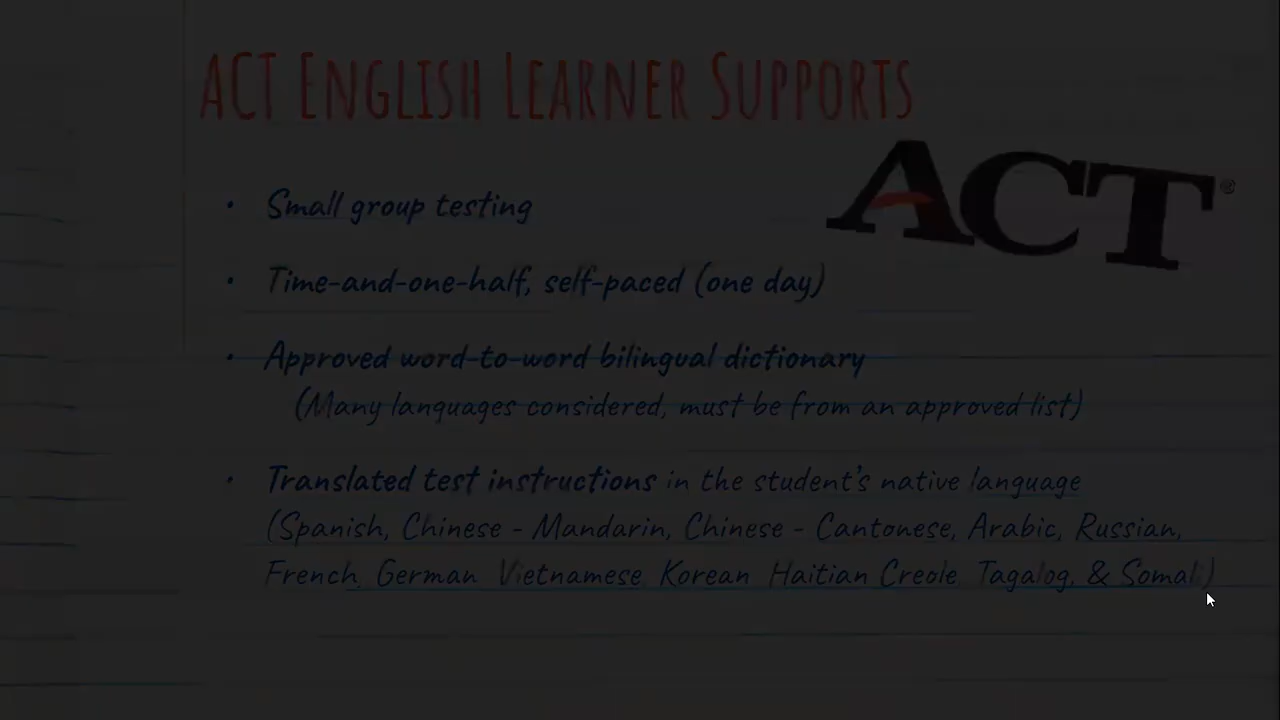 ACT English Learner Supports
ACT®
• Small group testing
• Time-and-one-half, self-paced (one day)
• Approved word-to-word bilingual dictionary
(Many languages considered, must be from an approved list)
• Translated test instructions in the student's native language
(Spanish, Chinese - Mandarin, Chinese - Cantonese, Arabic, Russian,
French, German, Vietnamese, Korean, Haitian Creole, Tagalog, & Somali)